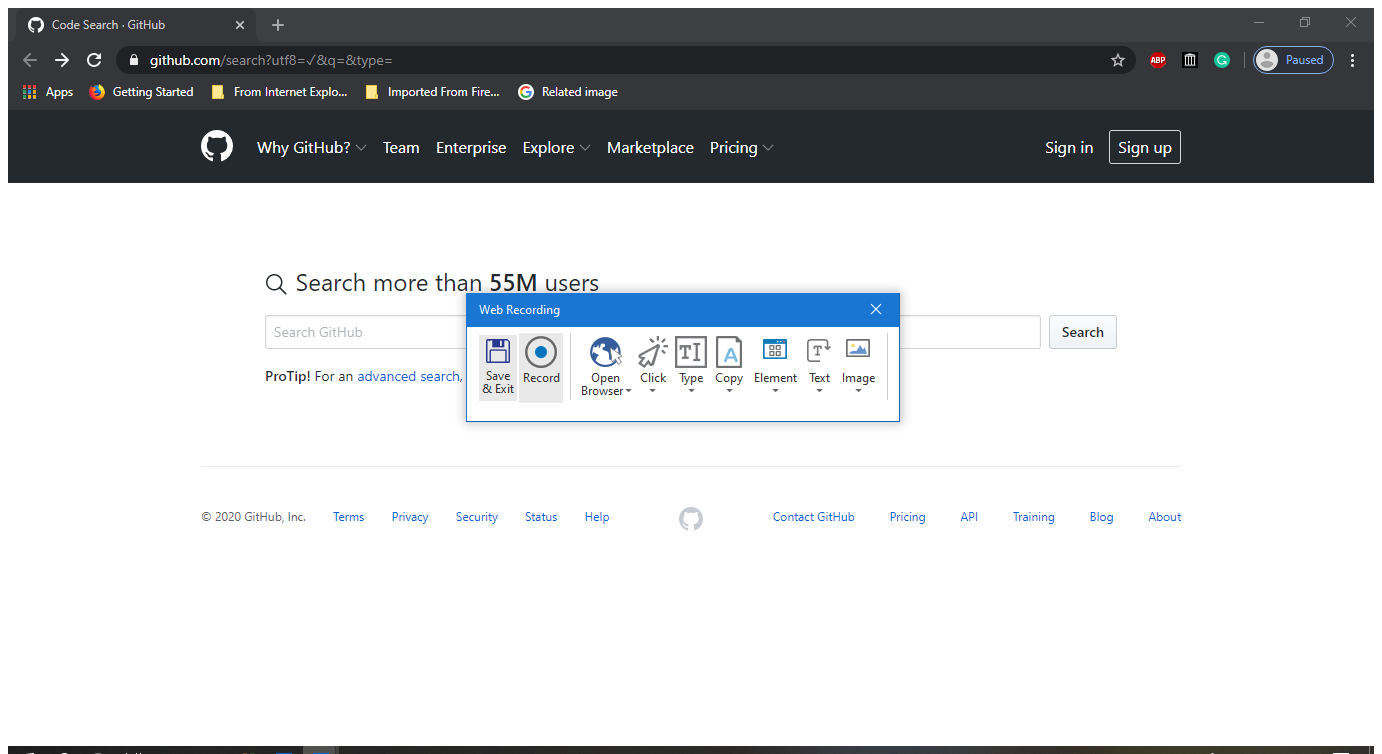 Code Search · GitHub
github.com/search?utf8=✓&q=&type=
ABP
G
Paused
Apps Getting Started From Internet Explo... Imported From Fire... Related image
Why GitHub? Team Enterprise Explore Marketplace Pricing Sign in Sign up
Search more than 55M users
Search GitHub
Search
ProTip! For an advanced search,
Web Recording
Save & Exit
Record
Open Browser
Click
Type
Copy
Element
Text
Image
© 2020 GitHub, Inc. Terms Privacy Security Status Help Contact GitHub Pricing API Training Blog About